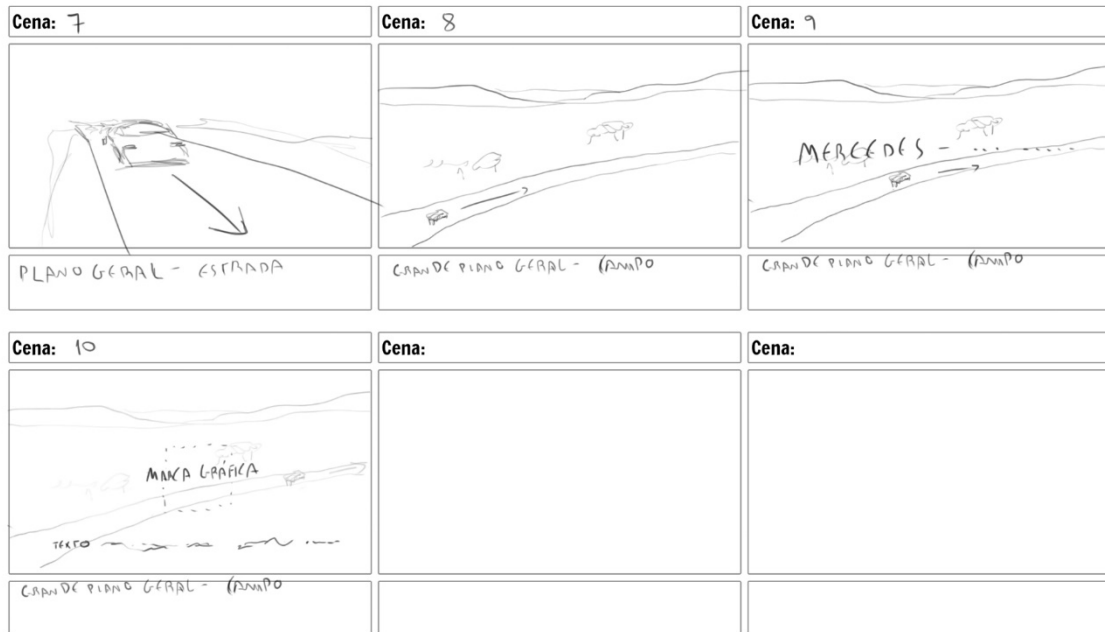 Cena: 7
Cena: 8
Cena: 9
MERCEDES - ... .....
PLANO GERAL - ESTRADA
GRANDE PLANO GERAL - CAMPO
GRANDE PLANO GERAL - CAMPO
Cena: 10
Cena:
Cena:
MARCA GRÁFICA
TEXTO
GRANDE PLANO GERAL - CAMPO